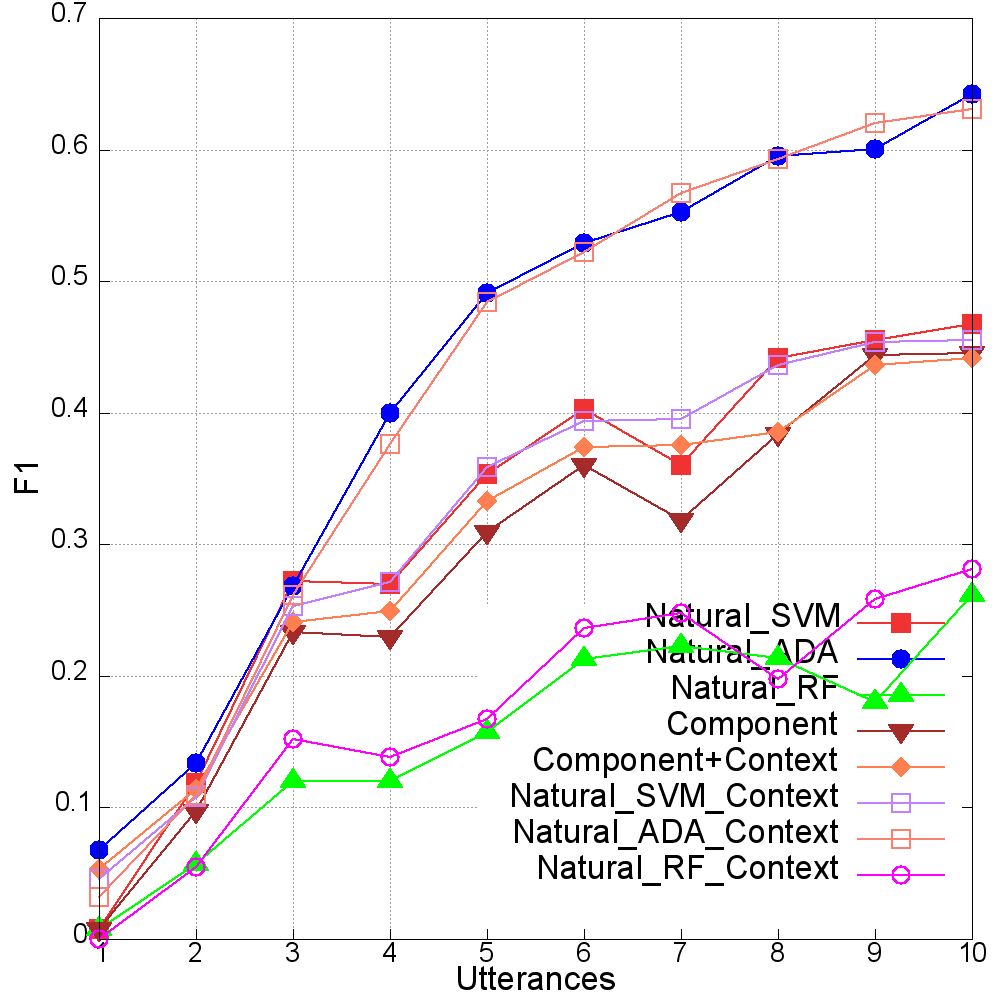 0.7
0.6
0.5
0.4
0.3
0.2
0.1
0
F1
Natural_SVM
Natural_ADA
Natural_RF
Component
Component+Context
Natural_SVM_Context
Natural_ADA_Context
Natural_RF_Context
1 2 3 4 5 6 7 8 9 10
Utterances